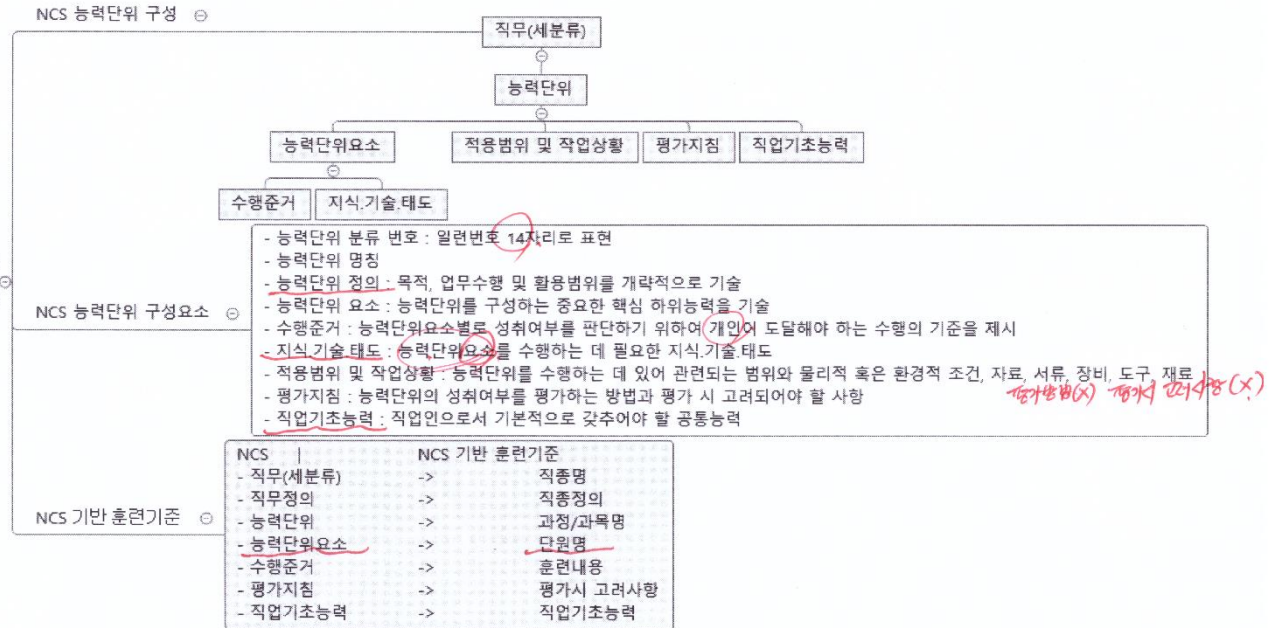 NCS 능력단위 구성
직무(세분류)
능력단위
능력단위요소 적용범위 및 작업상황 평가지침 직업기초능력
수행준거 지식.기술.태도
NCS 능력단위 구성요소
- 능력단위 분류 번호 : 일련번호 14자리로 표현
- 능력단위 명칭
- 능력단위 정의 : 목적, 업무수행 및 활용범위를 개략적으로 기술
- 능력단위 요소 : 능력단위를 구성하는 중요한 핵심 하위능력을 기술
- 수행준거 : 능력단위요소별로 성취여부를 판단하기 위하여 개인이 도달해야 하는 수행의 기준을 제시
- 지식.기술.태도 : 능력단위요소를 수행하는 데 필요한 지식.기술.태도
- 적용범위 및 작업상황 : 능력단위를 수행하는 데 있어 관련되는 범위와 물리적 혹은 환경적 조건, 자료, 서류, 장비, 도구, 재료
평가방법(x) 평가시 고려사항(x)
- 평가지침 : 능력단위의 성취여부를 평가하는 방법과 평가 시 고려되어야 할 사항
- 직업기초능력 : 직업인으로서 기본적으로 갖추어야 할 공통능력
NCS 기반 훈련기준
NCS | NCS 기반 훈련기준
- 직무(세분류) -> 직종명
- 직무정의 -> 직종정의
- 능력단위 -> 과정/과목명
- 능력단위요소 -> 단원명
- 수행준거 -> 훈련내용
- 평가지침 -> 평가시 고려사항
- 직업기초능력 -> 직업기초능력